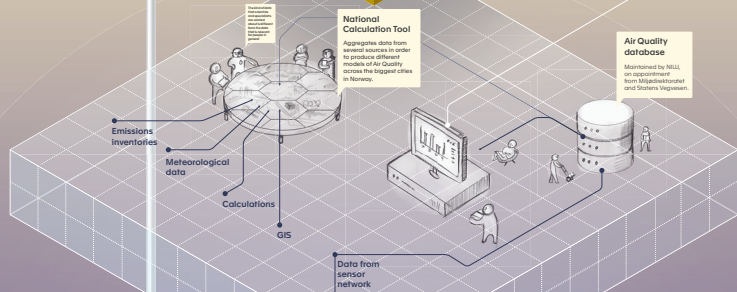 National
Calculation Tool
Aggregates data from
several sources in order
to produce different
models of Air Quality
across the biggest cities
in Norway.
Air Quality
database
Maintained by NILU,
on appointment
from Miljødirektoratet
and Statens Vegvesen.
Emissions
inventories
Meteorological
data
Calculations
GIS
Data from
sensor
network